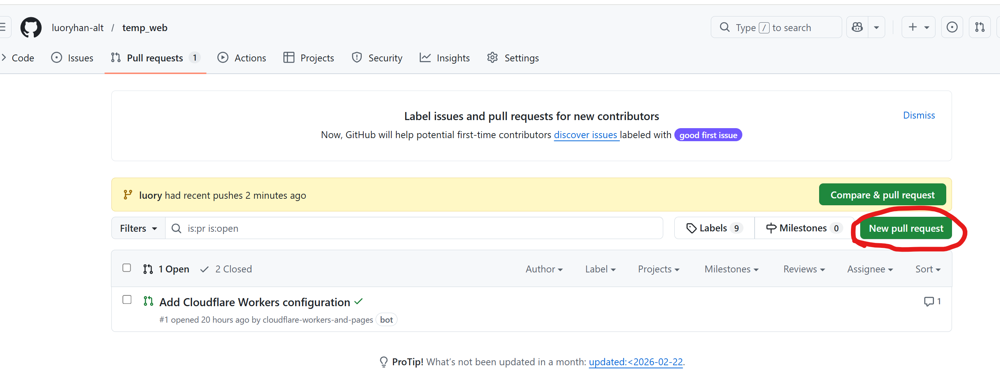 luoryhan-alt / temp_web
Type / to search
Code Issues Pull requests 1 Actions Projects Security Insights Settings
Label issues and pull requests for new contributors
Dismiss
Now, GitHub will help potential first-time contributors discover issues labeled with good first issue
luory had recent pushes 2 minutes ago
Compare & pull request
Filters is:pr is:open Labels 9 Milestones 0 New pull request
1 Open 2 Closed Author Label Projects Milestones Reviews Assignee Sort
Add Cloudflare Workers configuration
1
#1 opened 20 hours ago by cloudflare-workers-and-pages bot
ProTip! What's not been updated in a month: updated:<2026-02-22.